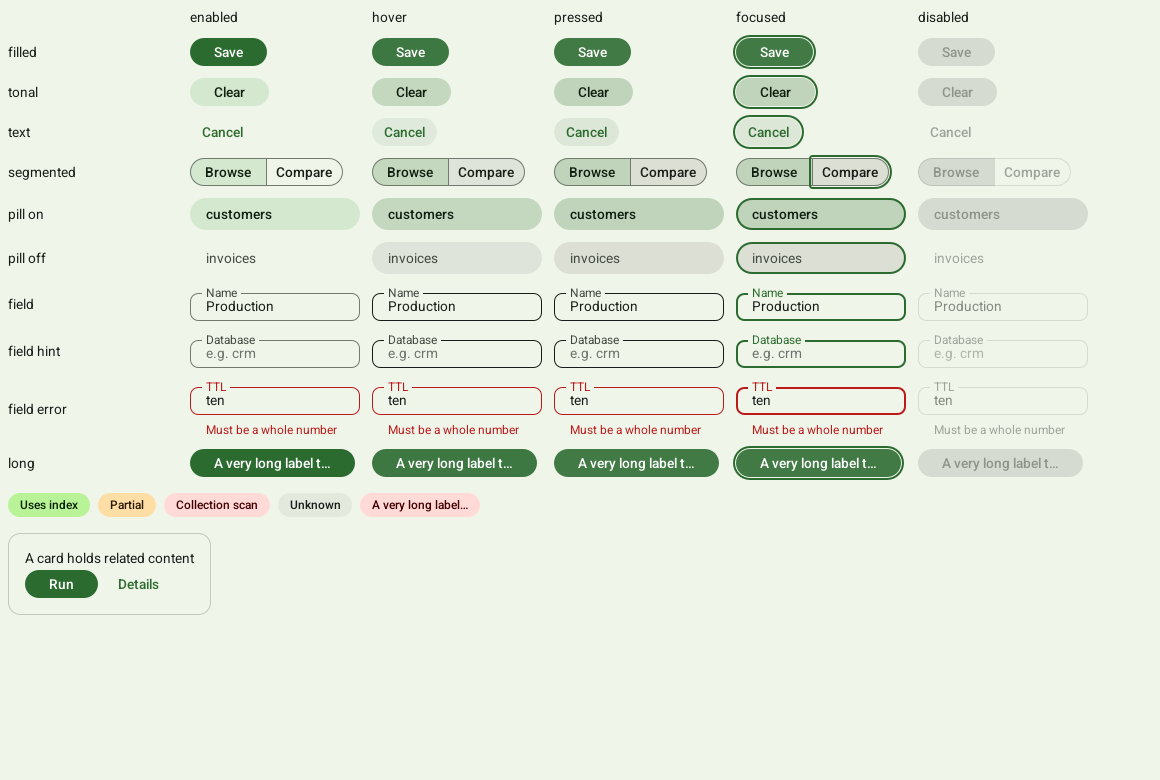 enabled hover pressed focused disabled
filled Save Save Save Save Save
tonal Clear Clear Clear Clear Clear
text Cancel Cancel Cancel Cancel Cancel
segmented Browse Compare Browse Compare Browse Compare Browse Compare Browse Compare
pill on customers customers customers customers customers
pill off invoices invoices invoices invoices invoices
Name Name Name Name Name
field Production Production Production Production Production
Database Database Database Database Database
field hint e.g. crm e.g. crm e.g. crm e.g. crm e.g. crm
TTL TTL TTL TTL TTL
field error ten ten ten ten ten
Must be a whole number Must be a whole number Must be a whole number Must be a whole number Must be a whole number
long A very long label t… A very long label t… A very long label t… A very long label t… A very long label t…
Uses index Partial Collection scan Unknown A very long label…
A card holds related content
Run Details